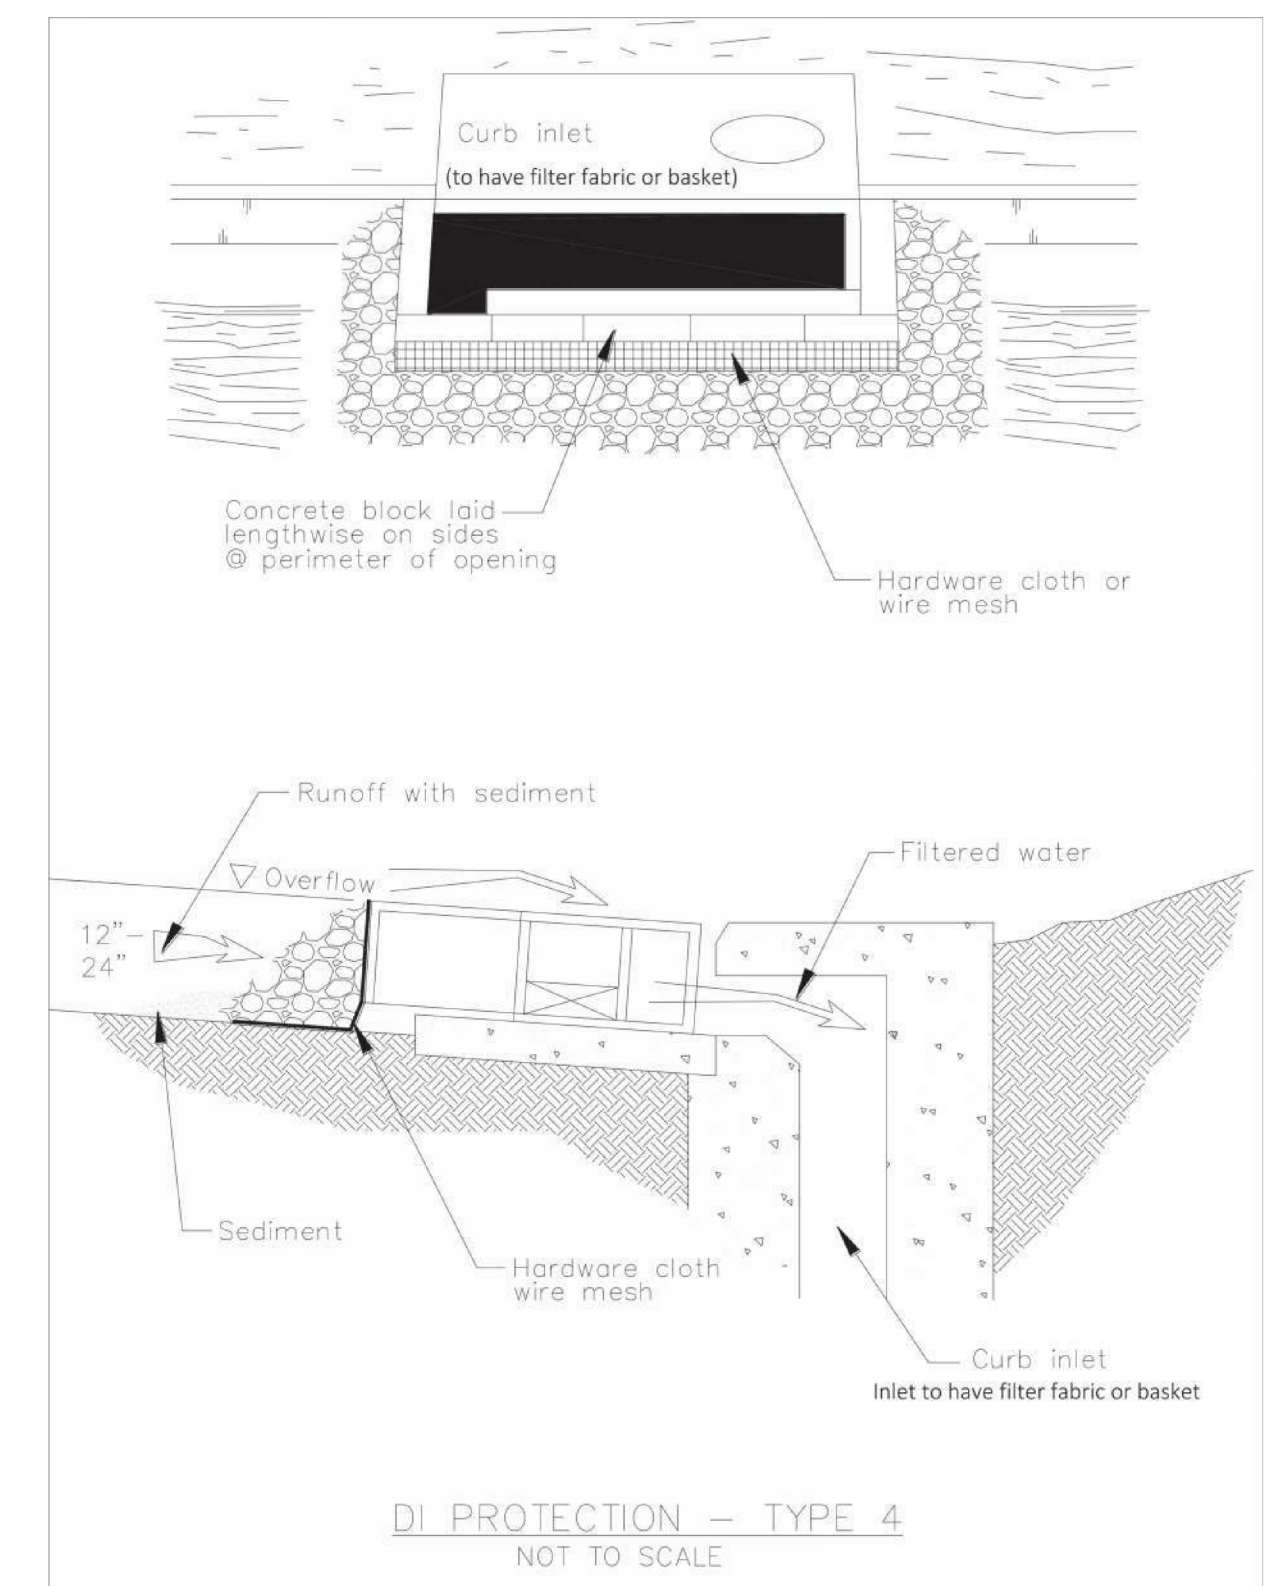 Curb inlet
(to have filter fabric or basket)
Concrete block laid
lengthwise on sides
@ perimeter of opening
Hardware cloth or
wire mesh
Runoff with sediment
Overflow
Filtered water
12"-
24"
Sediment
Hardware cloth
wire mesh
Curb inlet
Inlet to have filter fabric or basket
DI PROTECTION – TYPE 4
NOT TO SCALE